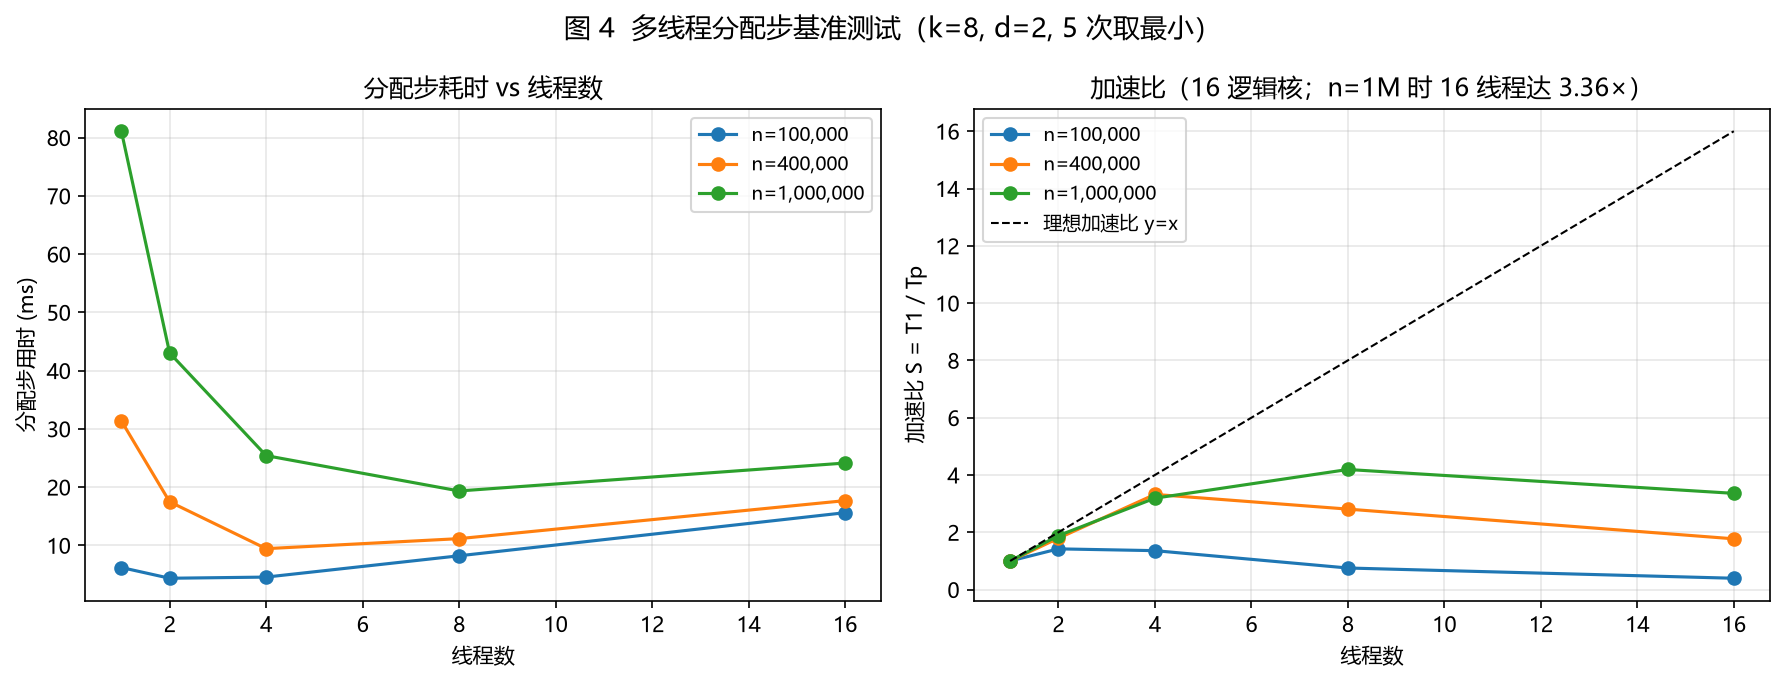 图 4  多线程分配步基准测试（k=8, d=2, 5 次取最小）
分配步耗时 vs 线程数
80
70
60
50
40
30
20
10
分配步用时 (ms)
n=100,000
n=400,000
n=1,000,000
2
4
6
8
10
12
14
16
线程数
加速比（16 逻辑核；n=1M 时 16 线程达 3.36×）
16
14
12
10
8
6
4
2
0
加速比 S = T1 / Tp
n=100,000
n=400,000
n=1,000,000
理想加速比 y=x
2
4
6
8
10
12
14
16
线程数